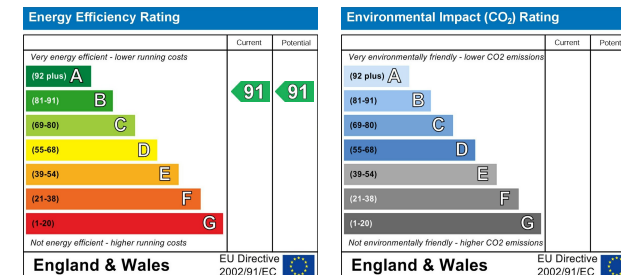 Energy Efficiency Rating
Current Potential
Very energy efficient - lower running costs
(92 plus) A
(81-91) B 91 91
(69-80) C
(55-68) D
(39-54) E
(21-38) F
(1-20) G
Not energy efficient - higher running costs
England & Wales EU Directive 2002/91/EC
Environmental Impact (CO2) Rating
Current Potent
Very environmentally friendly - lower CO2 emissions
(92 plus) A
(81-91) B
(69-80) C
(55-68) D
(39-54) E
(21-38) F
(1-20) G
Not environmentally friendly - higher CO2 emissions
England & Wales EU Directive 2002/91/EC